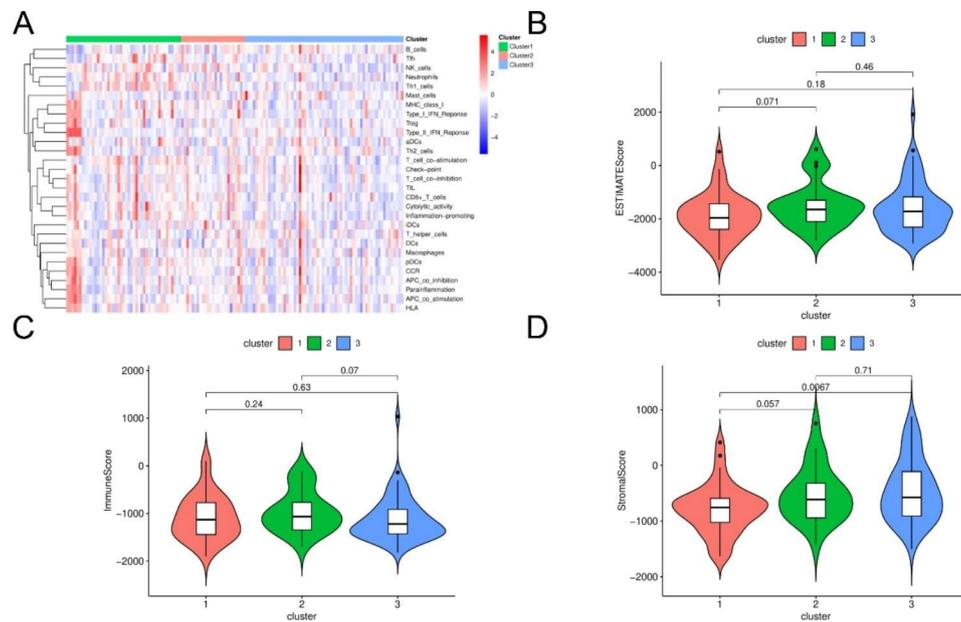 A
Cluster
B_cells
Tfh
NK_cells
Neutrophils
Th1_cells
Mast_cells
MHC_class_I
Type_I_IFN_Reponse
Treg
Type_II_IFN_Reponse
aDCs
Th2_cells
T_cell_co-stimulation
Check-point
T_cell_co-inhibition
TIL
CD8+_T_cells
Cytolytic_activity
Inflammation-promoting
iDCs
T_helper_cells
DCs
Macrophages
pDCs
CCR
APC_co_inhibition
Parainflammation
APC_co_stimulation
HLA
4
2
0
−2
−4
Cluster
Cluster1
Cluster2
Cluster3
B
cluster 1 2 3
0.46
0.18
0.071
2000
0
−2000
−4000
ESTIMATEScore
1 2 3
cluster
C
cluster 1 2 3
0.07
0.63
0.24
2000
1000
0
−1000
−2000
ImmuneScore
1 2 3
cluster
D
cluster 1 2 3
0.71
0.0067
0.057
1000
0
−1000
−2000
StromalScore
1 2 3
cluster